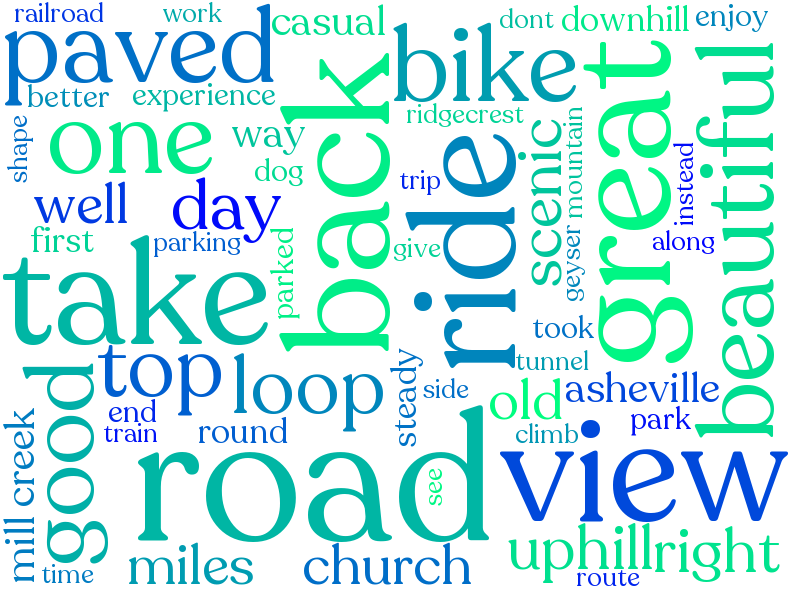 railroad
work
casual
dont
downhill
enjoy
paved
better
experience
back
bike
great
beautiful
ridgecrest
shape
one
way
dog
trip
ride
scenic
geyser
mountain
instead
well
day
first
parking
parked
give
along
take
took
top
loop
steady
side
tunnel
asheville
old
park
good
end
train
round
climb
mill creek
road
see
view
time
miles
church
uphill
right
route